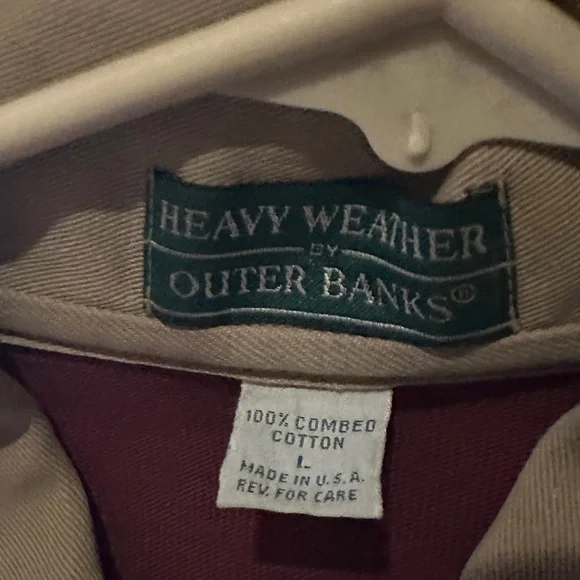 HEAVY WEATHER
BY
OUTER BANKS®
100% COMBED
COTTON
L
MADE IN U.S.A.
REV. FOR CARE